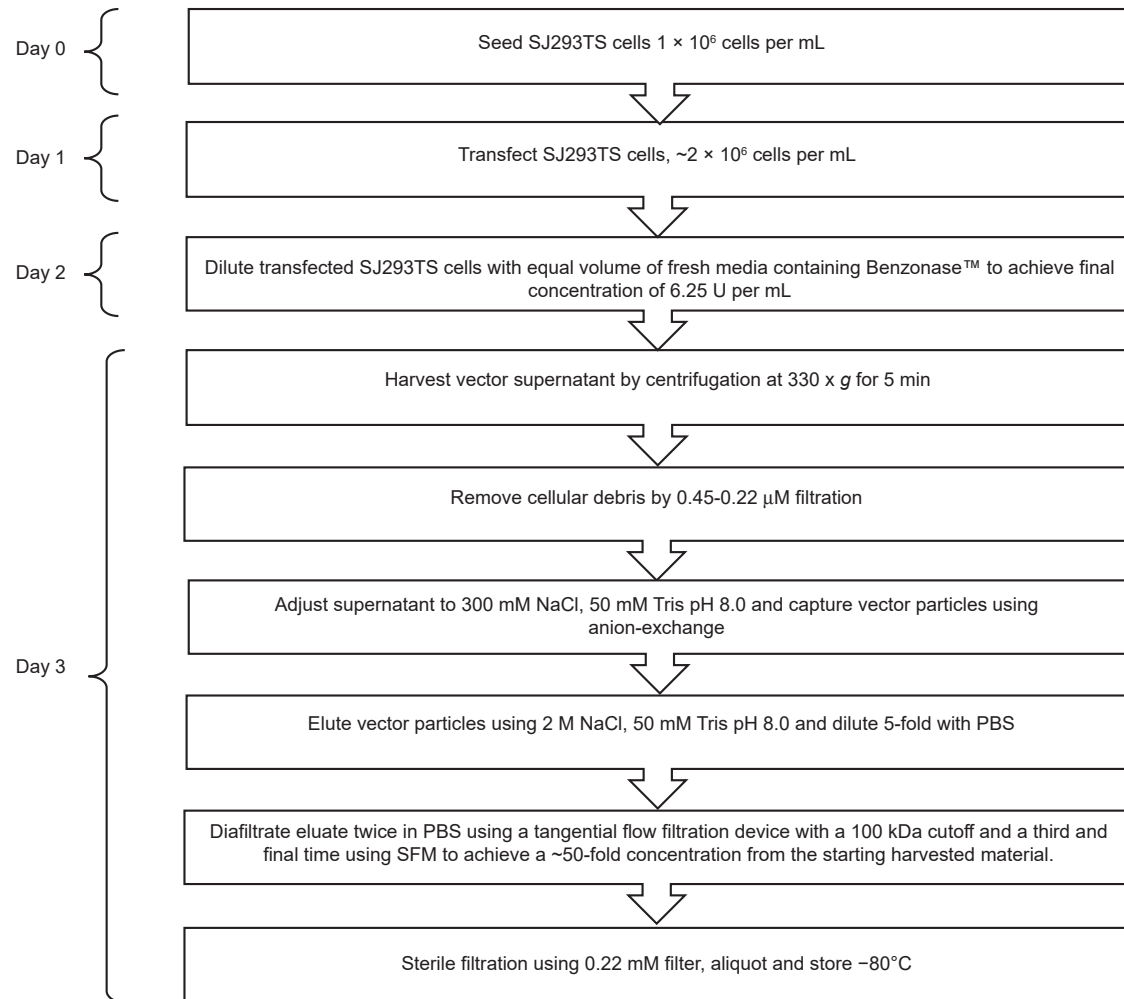 Day 0
Seed SJ293TS cells 1 × 10⁶ cells per mL
Day 1
Transfect SJ293TS cells, ~2 × 10⁶ cells per mL
Day 2
Dilute transfected SJ293TS cells with equal volume of fresh media containing Benzonase™ to achieve final
concentration of 6.25 U per mL
Harvest vector supernatant by centrifugation at 330 x g for 5 min
Remove cellular debris by 0.45-0.22 μM filtration
Adjust supernatant to 300 mM NaCl, 50 mM Tris pH 8.0 and capture vector particles using
anion-exchange
Day 3
Elute vector particles using 2 M NaCl, 50 mM Tris pH 8.0 and dilute 5-fold with PBS
Diafiltrate eluate twice in PBS using a tangential flow filtration device with a 100 kDa cutoff and a third and
final time using SFM to achieve a ~50-fold concentration from the starting harvested material.
Sterile filtration using 0.22 mM filter, aliquot and store −80°C